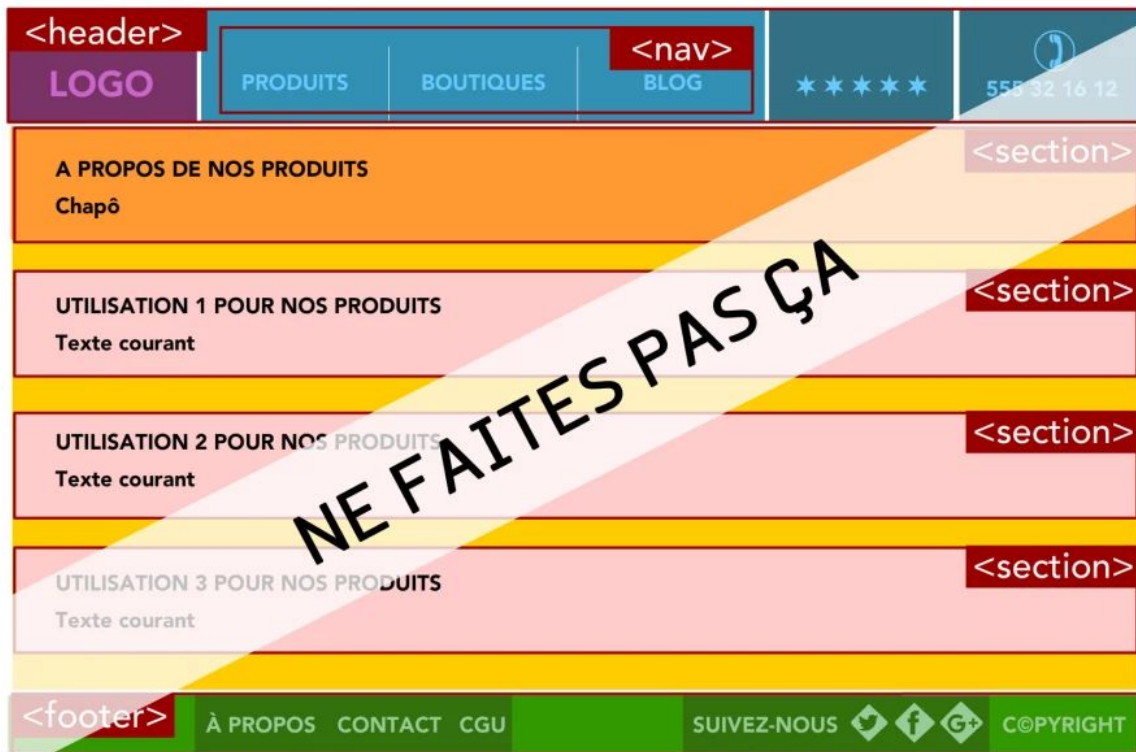 <header>
LOGO
PRODUITS BOUTIQUES BLOG
<nav>
✶✶✶✶✶
555 32 16 12
<section>
A PROPOS DE NOS PRODUITS
Chapô
<section>
UTILISATION 1 POUR NOS PRODUITS
Texte courant
<section>
UTILISATION 2 POUR NOS PRODUITS
Texte courant
<section>
UTILISATION 3 POUR NOS PRODUITS
Texte courant
NE FAITES PAS ÇA
<footer>
À PROPOS CONTACT CGU
SUIVEZ-NOUS G+ C©PYRIGHT